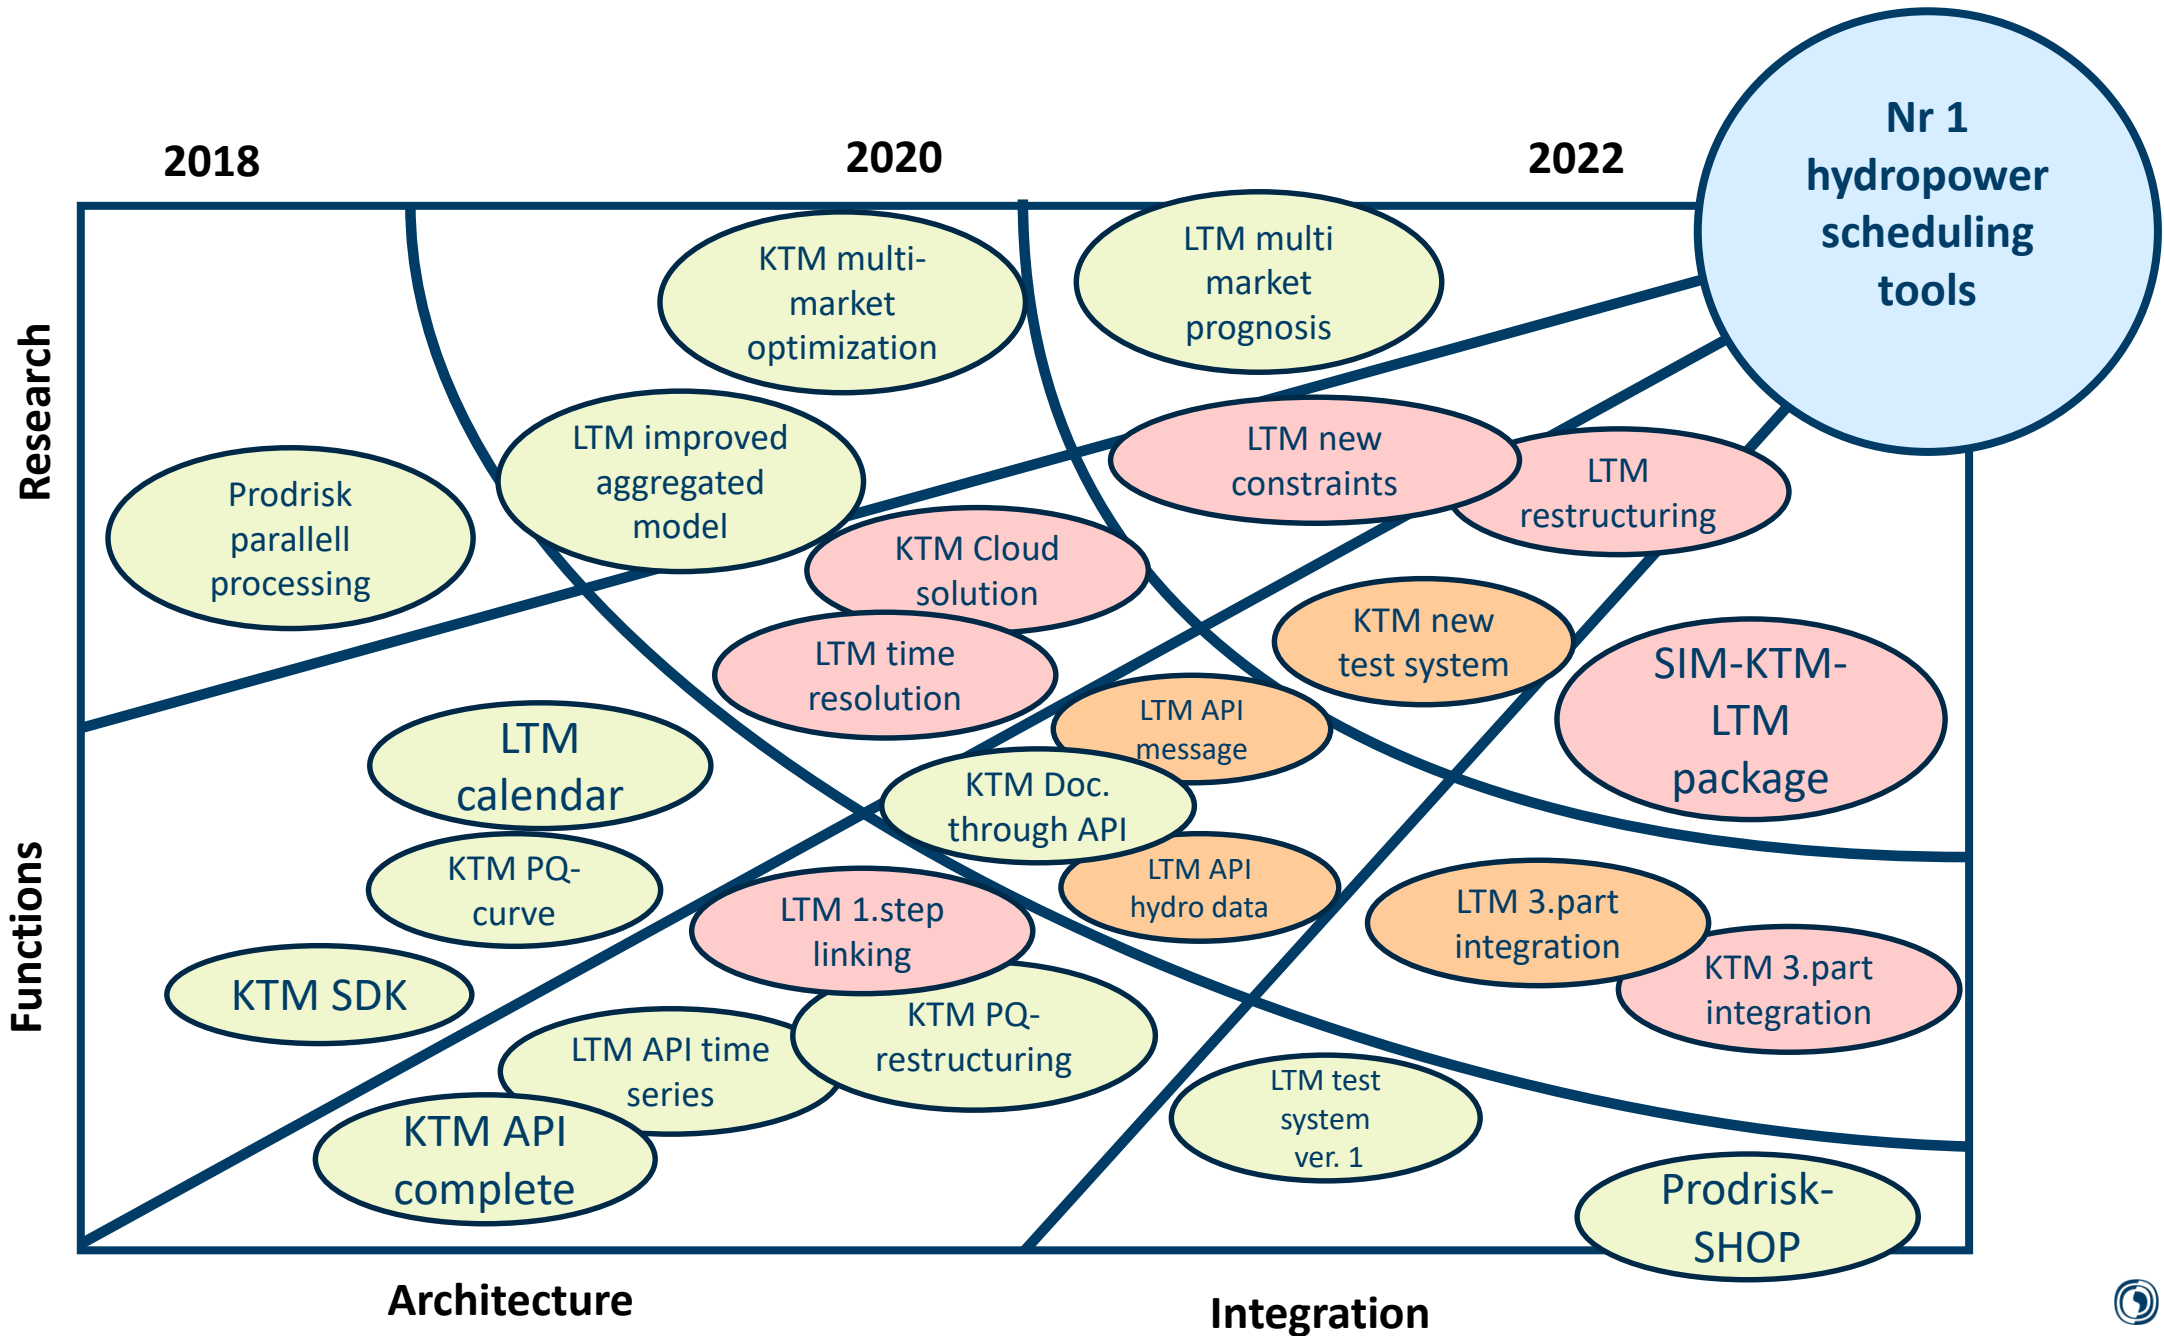 Nr 1
hydropower
scheduling
tools
2018
2020
2022
Research
Functions
KTM multi-
market
optimization
LTM multi
market
prognosis
LTM improved
aggregated
model
Prodrisk
parallell
processing
LTM new
constraints
LTM
restructuring
KTM Cloud
solution
LTM time
resolution
KTM new
test system
SIM-KTM-
LTM
package
LTM
calendar
LTM API
message
KTM Doc.
through API
KTM PQ-
curve
LTM API
hydro data
LTM 1.step
linking
LTM 3.part
integration
KTM 3.part
integration
KTM SDK
KTM PQ-
restructuring
LTM API time
series
LTM test
system
ver. 1
KTM API
complete
Prodrisk-
SHOP
Architecture
Integration